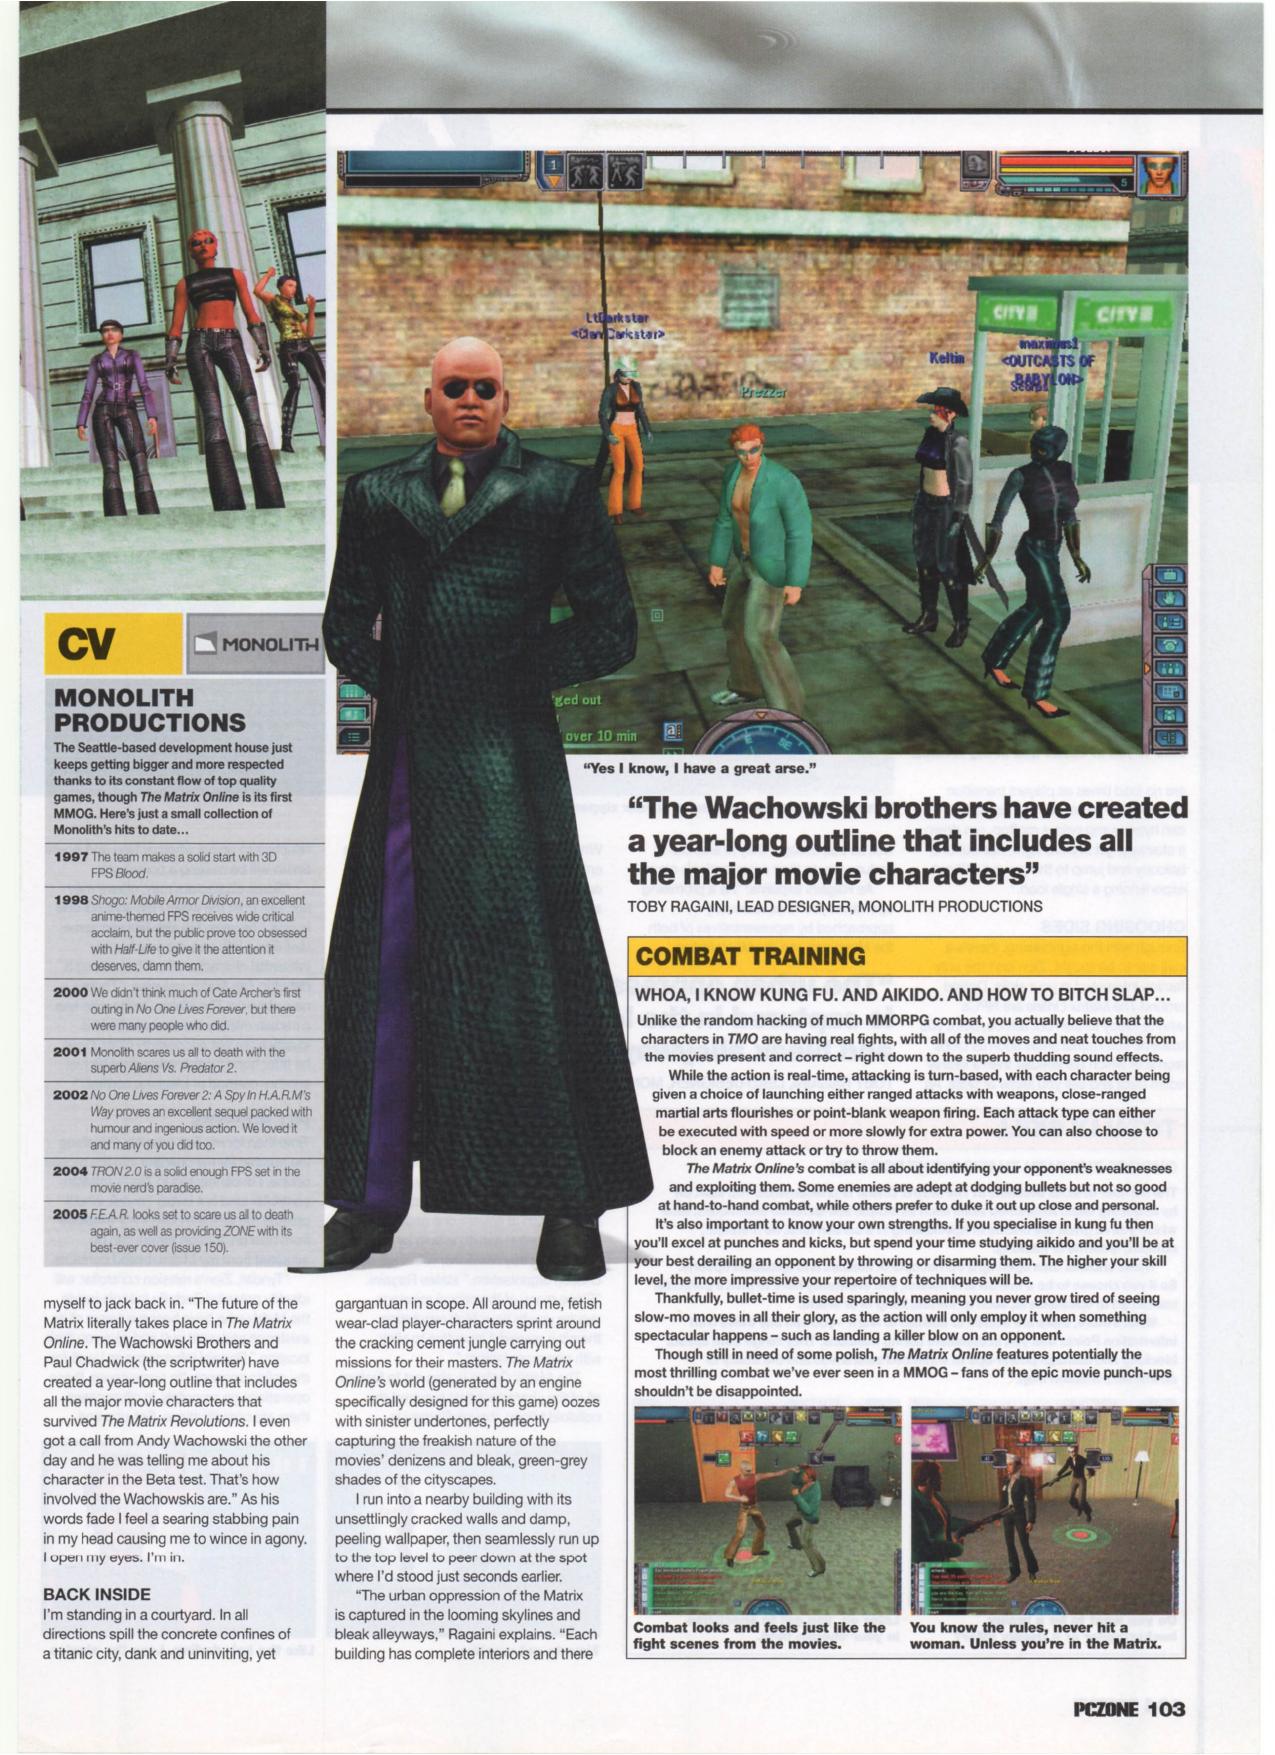 1
5
LtDarkstar
<Clan Darkstar>
Prezzer
Keltin
maximus1
<OUTCASTS OF
BABYLON>
CITY
CITY
ged out
over 10 min
SE
"Yes I know, I have a great arse."
CV
MONOLITH
MONOLITH
PRODUCTIONS
The Seattle-based development house just
keeps getting bigger and more respected
thanks to its constant flow of top quality
games, though The Matrix Online is its first
MMOG. Here's just a small collection of
Monolith's hits to date...
1997 The team makes a solid start with 3D
FPS Blood.
1998 Shogo: Mobile Armor Division, an excellent
anime-themed FPS receives wide critical
acclaim, but the public prove too obsessed
with Half-Life to give it the attention it
deserves, damn them.
2000 We didn't think much of Cate Archer's first
outing in No One Lives Forever, but there
were many people who did.
2001 Monolith scares us all to death with the
superb Aliens Vs. Predator 2.
2002 No One Lives Forever 2: A Spy In H.A.R.M's
Way proves an excellent sequel packed with
humour and ingenious action. We loved it
and many of you did too.
2004 TRON 2.0 is a solid enough FPS set in the
movie nerd's paradise.
2005 F.E.A.R. looks set to scare us all to death
again, as well as providing ZONE with its
best-ever cover (issue 150).
myself to jack back in. "The future of the
Matrix literally takes place in The Matrix
Online. The Wachowski Brothers and
Paul Chadwick (the scriptwriter) have
created a year-long outline that includes
all the major movie characters that
survived The Matrix Revolutions. I even
got a call from Andy Wachowski the other
day and he was telling me about his
character in the Beta test. That's how
involved the Wachowskis are." As his
words fade I feel a searing stabbing pain
in my head causing me to wince in agony.
I open my eyes. I'm in.
BACK INSIDE
I'm standing in a courtyard. In all
directions spill the concrete confines of
a titanic city, dank and uninviting, yet
gargantuan in scope. All around me, fetish
wear-clad player-characters sprint around
the cracking cement jungle carrying out
missions for their masters. The Matrix
Online's world (generated by an engine
specifically designed for this game) oozes
with sinister undertones, perfectly
capturing the freakish nature of the
movies' denizens and bleak, green-grey
shades of the cityscapes.
I run into a nearby building with its
unsettlingly cracked walls and damp,
peeling wallpaper, then seamlessly run up
to the top level to peer down at the spot
where I'd stood just seconds earlier.
"The urban oppression of the Matrix
is captured in the looming skylines and
bleak alleyways," Ragaini explains. "Each
building has complete interiors and there
"The Wachowski brothers have created
a year-long outline that includes all
the major movie characters"
TOBY RAGAINI, LEAD DESIGNER, MONOLITH PRODUCTIONS
COMBAT TRAINING
WHOA, I KNOW KUNG FU. AND AIKIDO. AND HOW TO BITCH SLAP...
Unlike the random hacking of much MMORPG combat, you actually believe that the
characters in TMO are having real fights, with all of the moves and neat touches from
the movies present and correct – right down to the superb thudding sound effects.
While the action is real-time, attacking is turn-based, with each character being
given a choice of launching either ranged attacks with weapons, close-ranged
martial arts flourishes or point-blank weapon firing. Each attack type can either
be executed with speed or more slowly for extra power. You can also choose to
block an enemy attack or try to throw them.
The Matrix Online's combat is all about identifying your opponent's weaknesses
and exploiting them. Some enemies are adept at dodging bullets but not so good
at hand-to-hand combat, while others prefer to duke it out up close and personal.
It's also important to know your own strengths. If you specialise in kung fu then
you'll excel at punches and kicks, but spend your time studying aikido and you'll be at
your best derailing an opponent by throwing or disarming them. The higher your skill
level, the more impressive your repertoire of techniques will be.
Thankfully, bullet-time is used sparingly, meaning you never grow tired of seeing
slow-mo moves in all their glory, as the action will only employ it when something
spectacular happens – such as landing a killer blow on an opponent.
Though still in need of some polish, The Matrix Online features potentially the
most thrilling combat we've ever seen in a MMOG – fans of the epic movie punch-ups
shouldn't be disappointed.
Combat looks and feels just like the
fight scenes from the movies.
You know the rules, never hit a
woman. Unless you're in the Matrix.
PCZONE 103